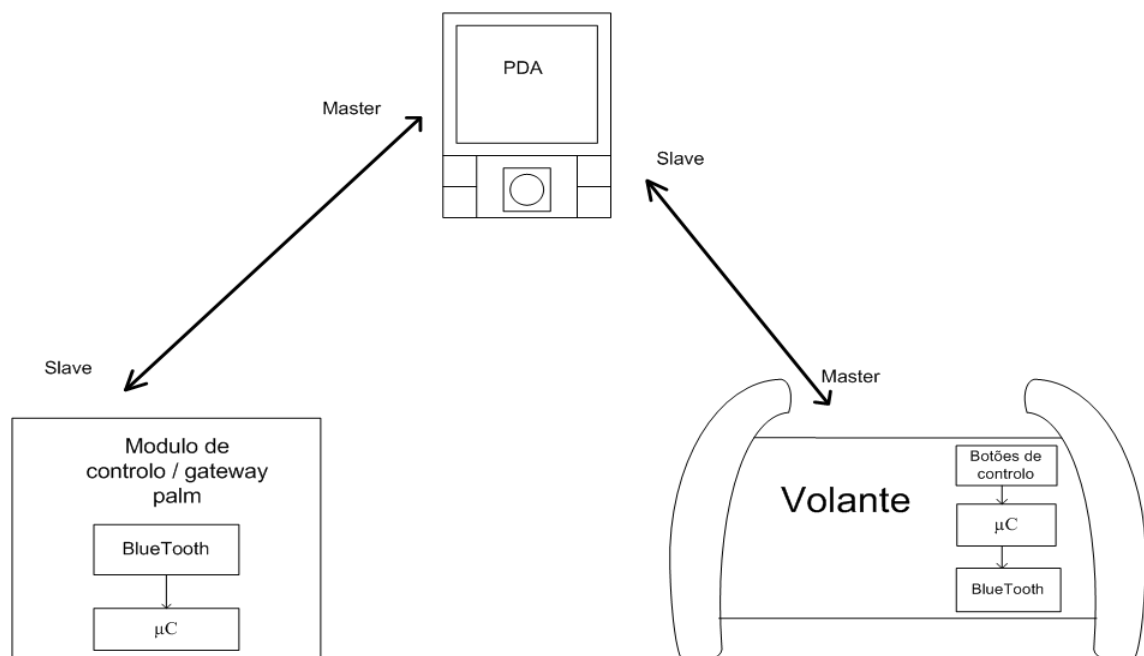 PDA
Master
Slave
Slave
Master
Modulo de
controlo / gateway
palm
BlueTooth
µC
Volante
Botões de
controlo
µC
BlueTooth